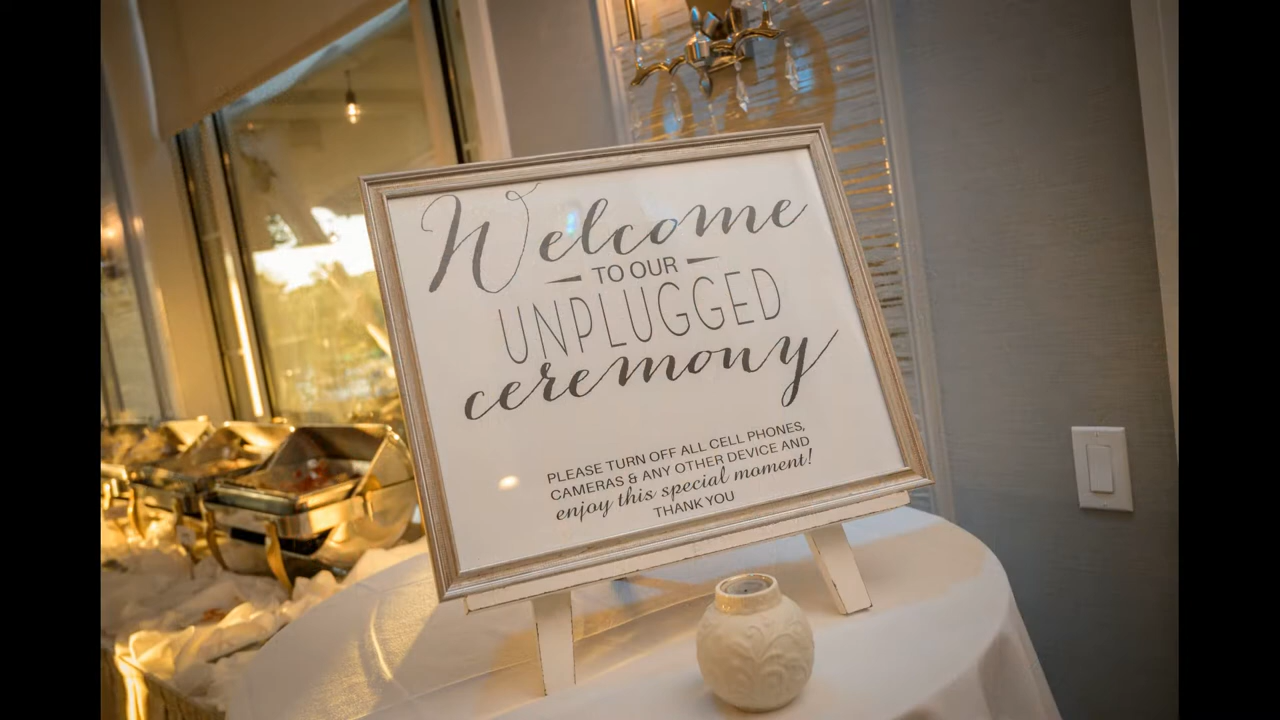 Welcome
TO OUR
UNPLUGGED
ceremony
PLEASE TURN OFF ALL CELL PHONES,
CAMERAS & ANY OTHER DEVICE AND
enjoy this special moment!
THANK YOU